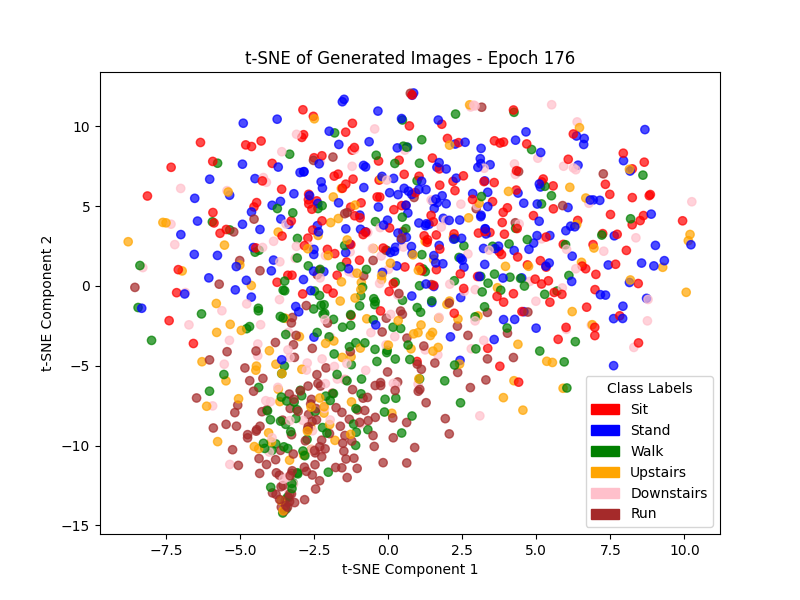 t-SNE of Generated Images - Epoch 176
t-SNE Component 2
10
5
0
−5
−10
−15
−7.5
−5.0
−2.5
0.0
2.5
5.0
7.5
10.0
t-SNE Component 1
Class Labels
Sit
Stand
Walk
Upstairs
Downstairs
Run